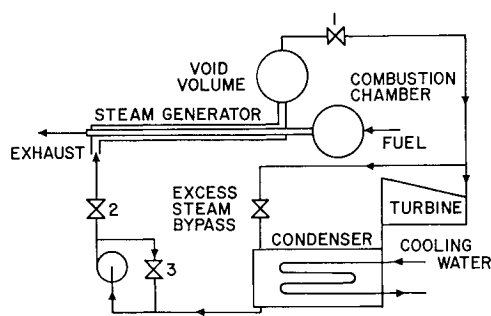 1
VOID
VOLUME
COMBUSTION
CHAMBER
STEAM GENERATOR
EXHAUST
FUEL
2
EXCESS
STEAM
BYPASS
TURBINE
3
CONDENSER
COOLING
WATER